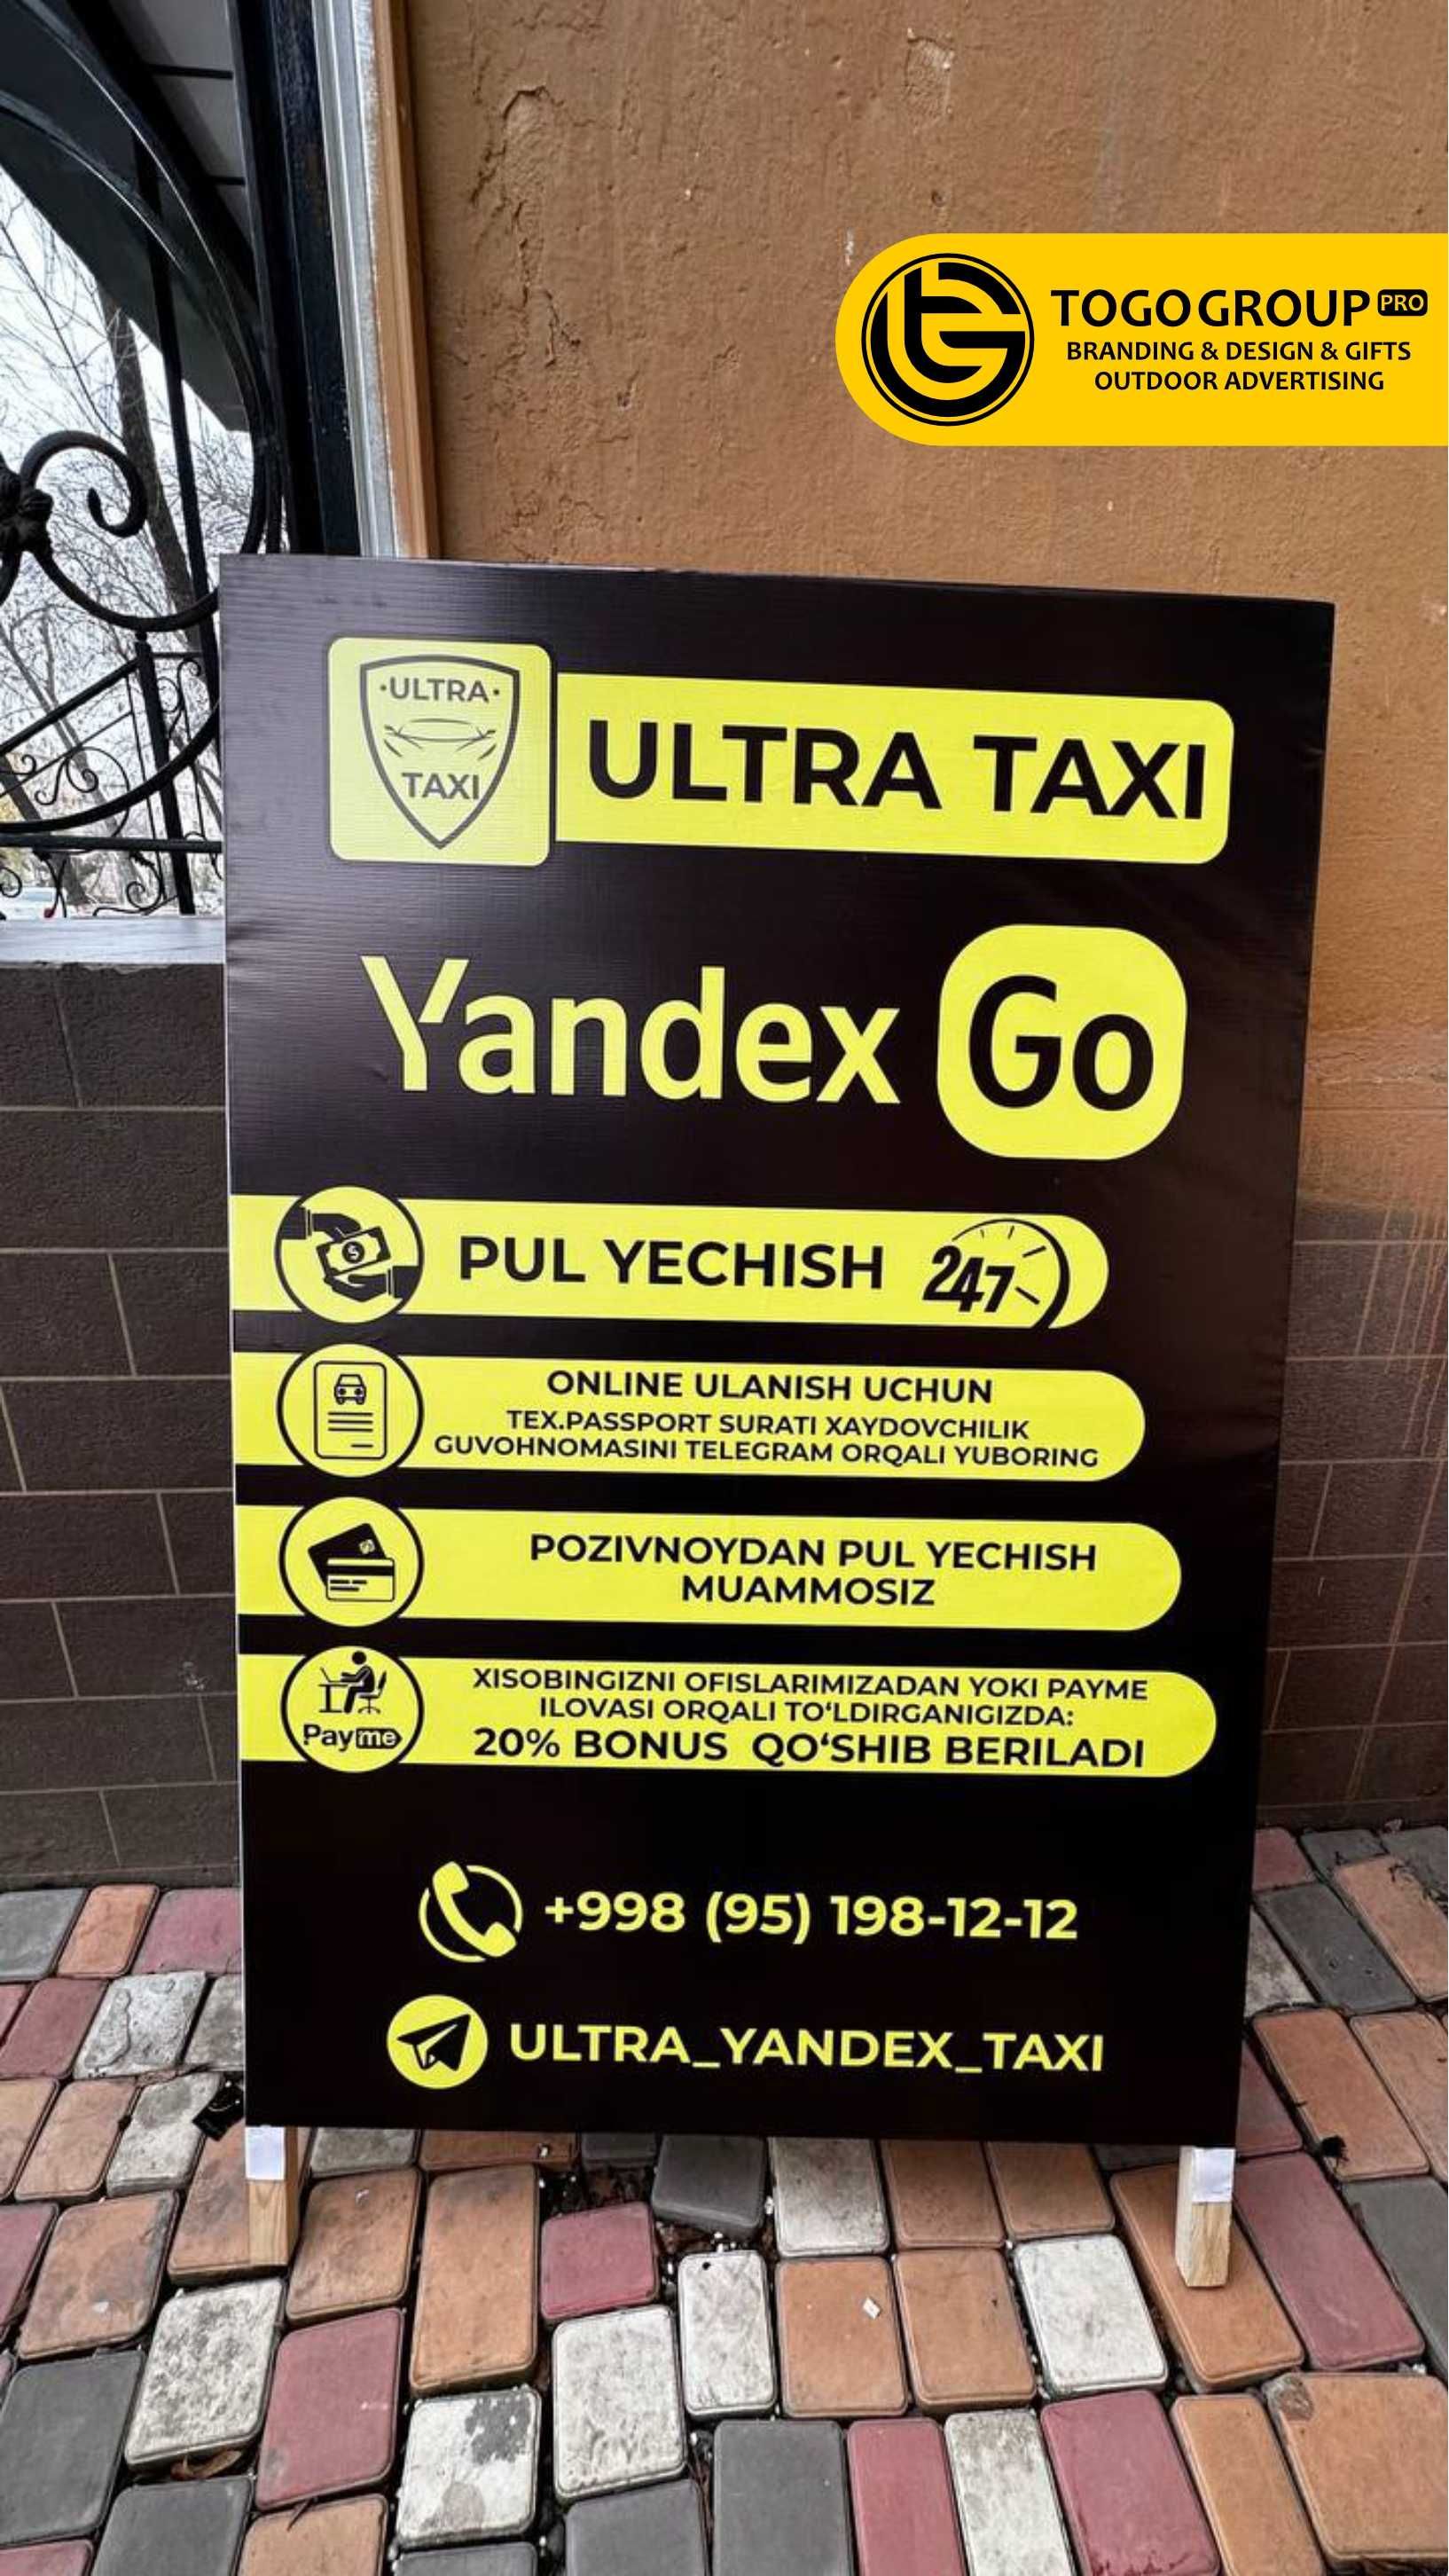 TOGO GROUP PRO
BRANDING & DESIGN & GIFTS
OUTDOOR ADVERTISING
·ULTRA·
TAXI
ULTRA TAXI
Yandex Go
PUL YECHISH 247
ONLINE ULANISH UCHUN
TEX.PASSPORT SURATI XAYDOVCHILIK
GUVOHNOMASINI TELEGRAM ORQALI YUBORING
POZIVNOYDAN PUL YECHISH
MUAMMOSIZ
XISOBINGIZNI OFISLARIMIZADAN YOKI PAYME
ILOVASI ORQALI TO‘LDIRGANIGIZDA:
20% BONUS QO‘SHIB BERILADI
Payme
+998 (95) 198-12-12
ULTRA_YANDEX_TAXI